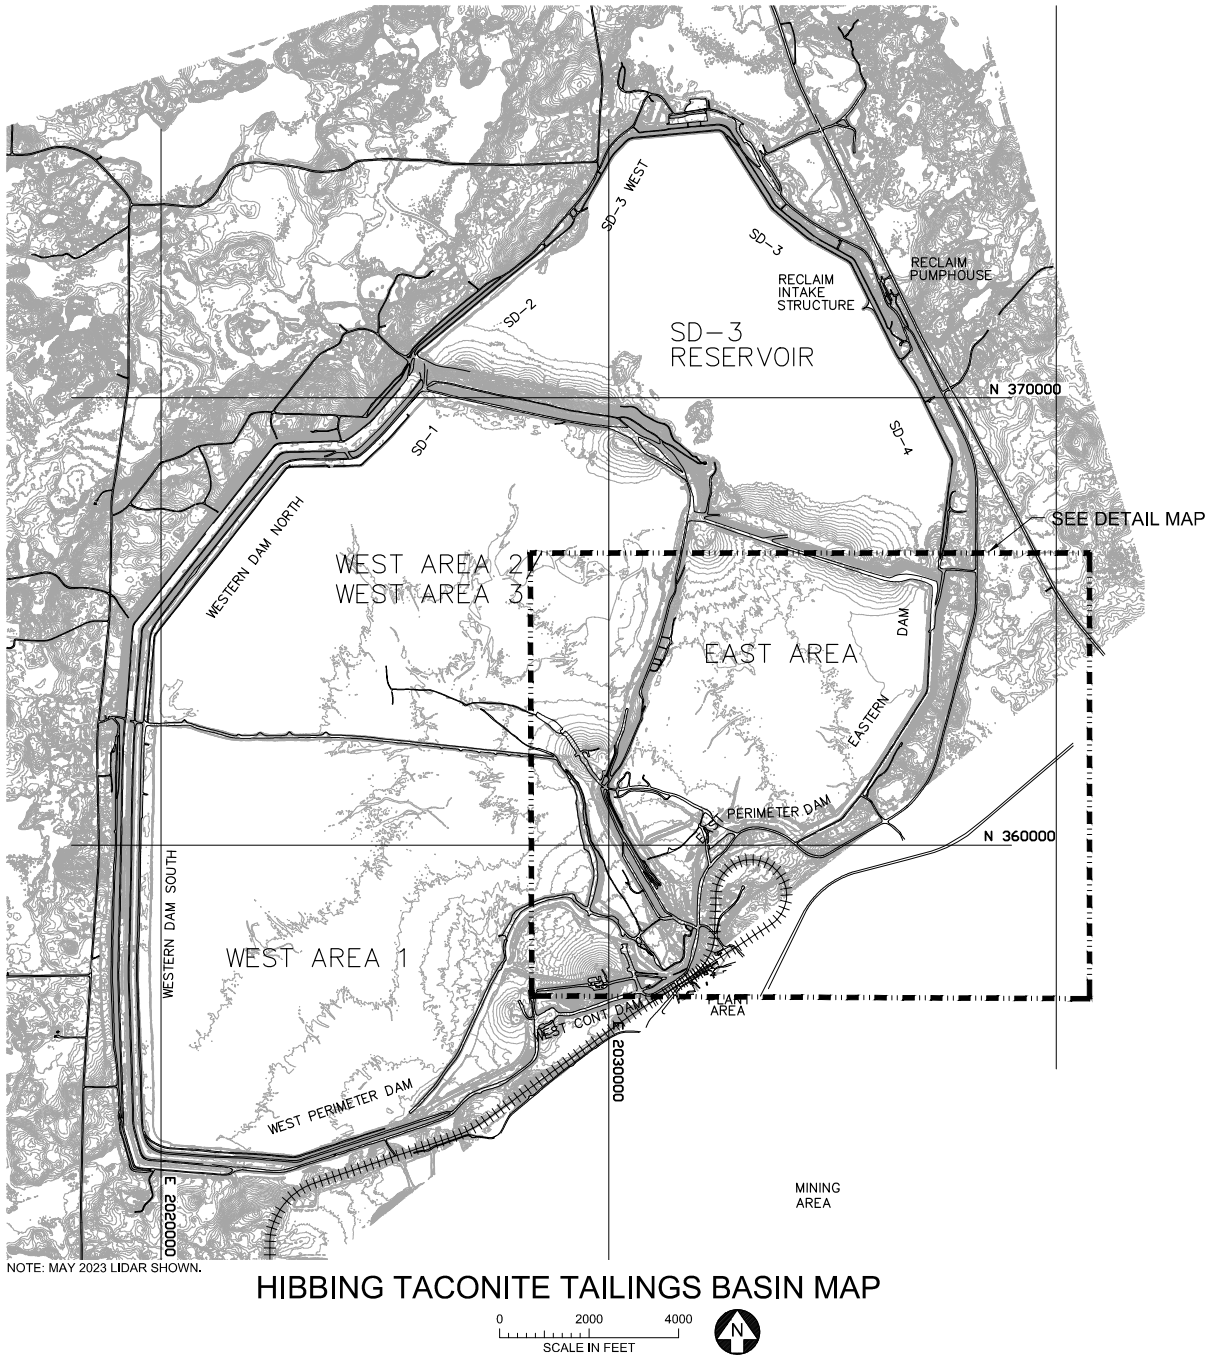 SD-3 WEST
SD-3
RECLAIM
PUMPHOUSE
RECLAIM
INTAKE
STRUCTURE
SD-2
SD-3
RESERVOIR
N 370000
SD-1
SD-4
SEE DETAIL MAP
WESTERN DAM NORTH
WEST AREA 2
WEST AREA 3
EAST AREA
EASTERN DAM
PERIMETER DAM
N 360000
WESTERN DAM SOUTH
WEST AREA 1
AREA
WEST CONT DAM
2030000
WEST PERIMETER DAM
E 2020000
MINING
AREA
NOTE: MAY 2023 LIDAR SHOWN.
HIBBING TACONITE TAILINGS BASIN MAP
0 2000 4000
SCALE IN FEET
N